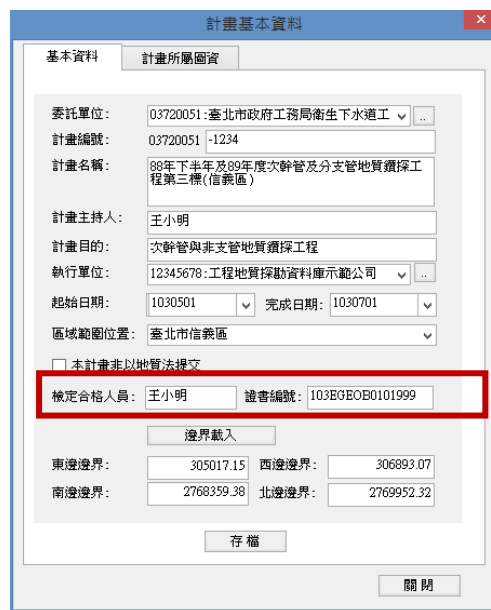 計畫基本資料
基本資料 計畫所屬圖資
委託單位: 03720051:臺北市政府工務局衛生下水道工 ..
計畫編號: 03720051 -1234
計畫名稱: 88年下半年及89年度次幹管及分支管地質鑽探工
程第三標(信義區)
計畫主持人: 王小明
計畫目的: 次幹管與非支管地質鑽探工程
執行單位: 12345678:工程地質探勘資料庫示範公司 ..
起始日期: 1030501 完成日期: 1030701
區域範圍位置: 臺北市信義區
本計畫非以地質法提交
檢定合格人員: 王小明 證書編號: 103EGEOB0101999
邊界載入
東邊邊界: 305017.15 西邊邊界: 306893.07
南邊邊界: 2768359.38 北邊邊界: 2769952.32
存檔
關閉